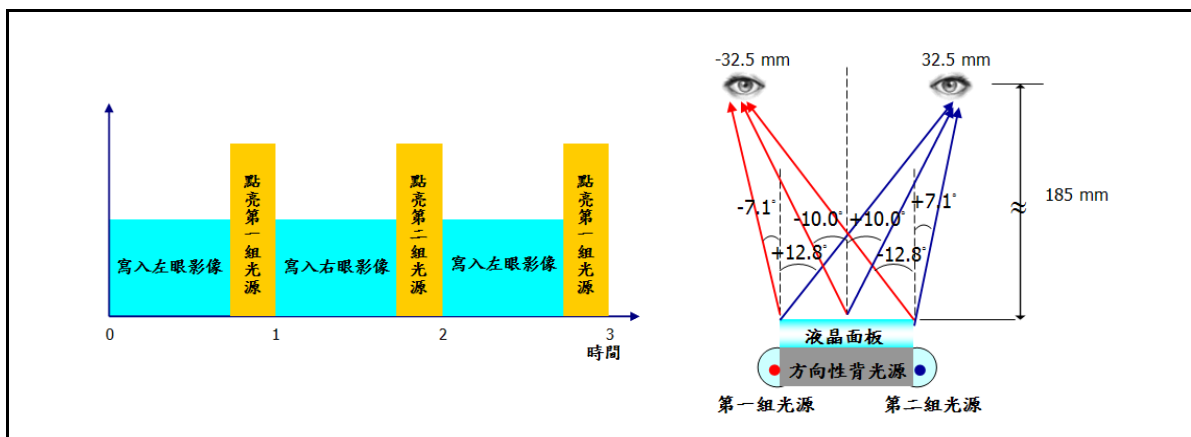 寫入左眼影像
點亮第一組光源
寫入右眼影像
點亮第二組光源
寫入左眼影像
點亮第一組光源
0
1
2
3
時間
-32.5 mm
32.5 mm
185 mm
-7.1°
-10.0°
+10.0°
+7.1°
+12.8°
-12.8°
液晶面板
方向性背光源
第一組光源
第二組光源